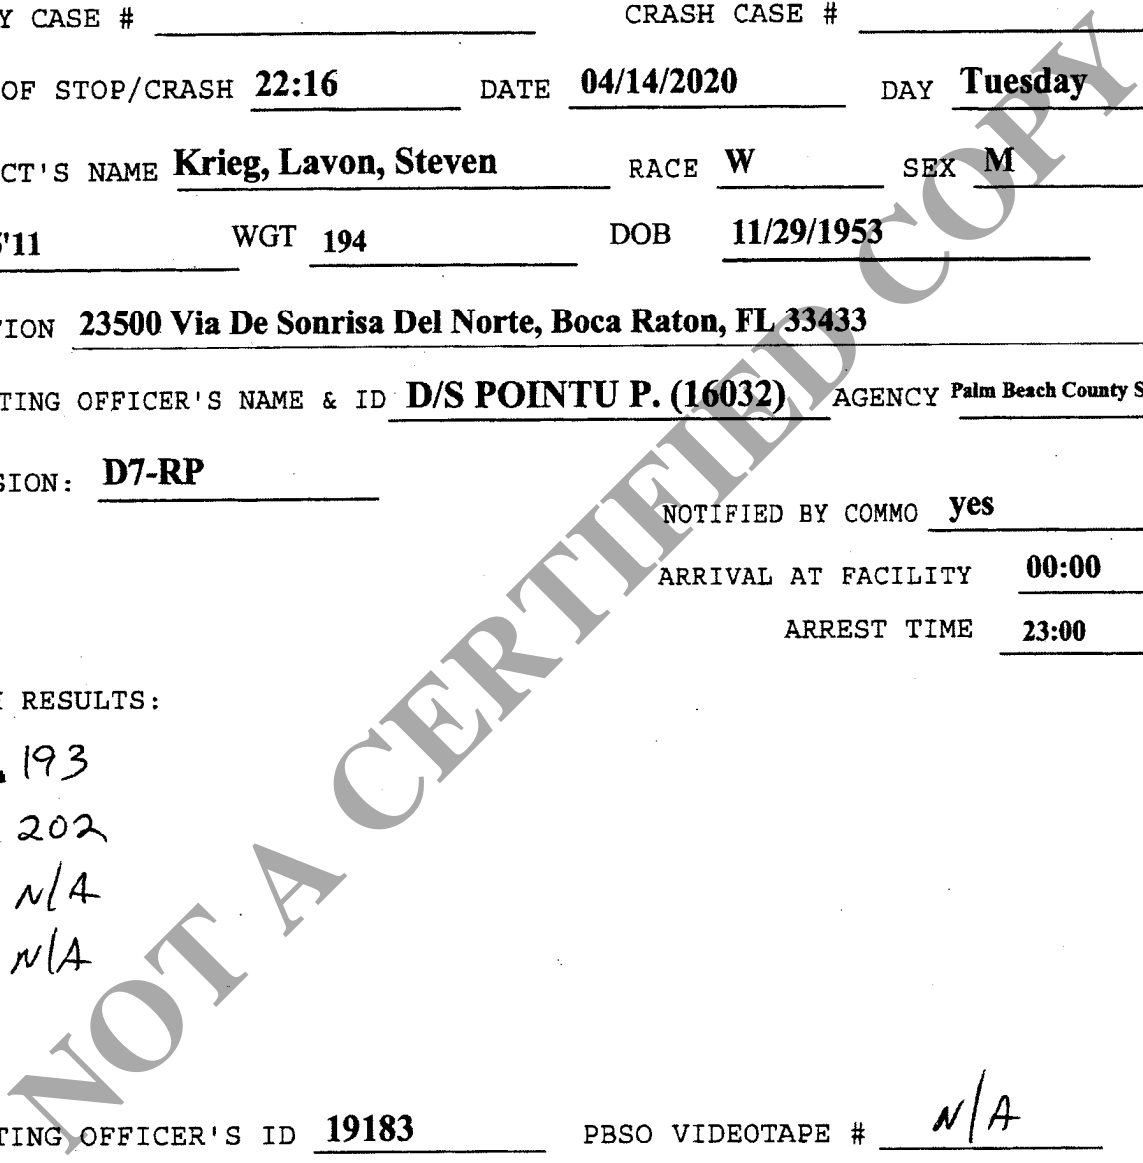 Y CASE # CRASH CASE #
OF STOP/CRASH 22:16 DATE 04/14/2020 DAY Tuesday
CT'S NAME Krieg, Lavon, Steven RACE W SEX M
'11 WGT 194 DOB 11/29/1953
TION 23500 Via De Sonrisa Del Norte, Boca Raton, FL 33433
TING OFFICER'S NAME & ID D/S POINTU P. (16032) AGENCY Palm Beach County S
SION: D7-RP
NOTIFIED BY COMMO yes
ARRIVAL AT FACILITY 00:00
ARREST TIME 23:00
RESULTS:
.193
202
N/A
N/A
TING OFFICER'S ID 19183 PBSO VIDEOTAPE # N/A
NOT A CERTIFIED COPY